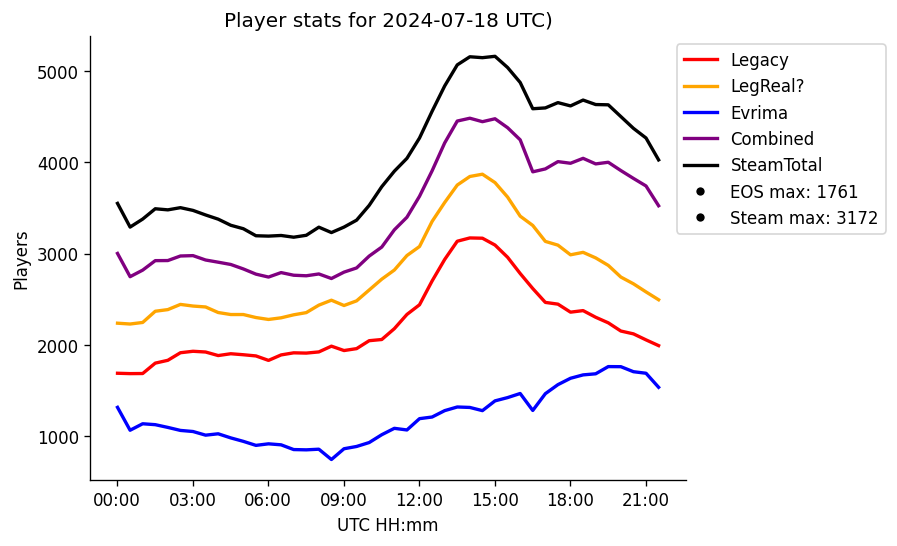 Player stats for 2024-07-18 UTC)
Legacy
LegReal?
Evrima
Combined
SteamTotal
EOS max: 1761
Steam max: 3172
Players
5000
4000
3000
2000
1000
00:00 03:00 06:00 09:00 12:00 15:00 18:00 21:00
UTC HH:mm